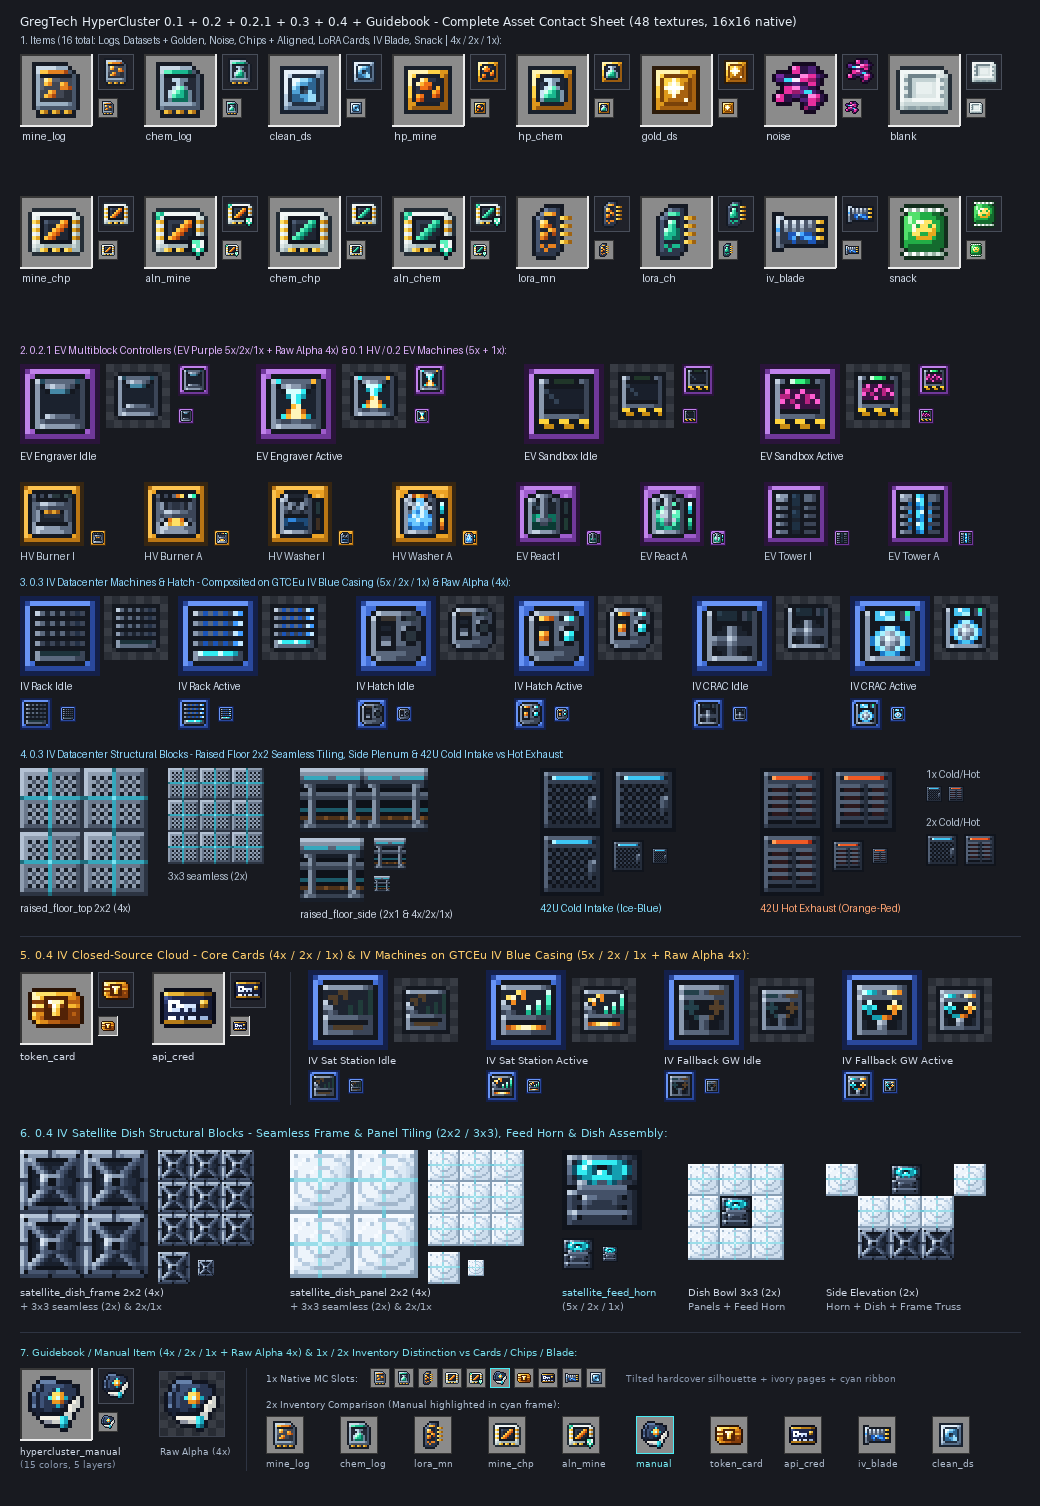 GregTech HyperCluster 0.1 + 0.2 + 0.2.1 + 0.3 + 0.4 + Guidebook - Complete Asset Contact Sheet (48 textures, 16x16 native)
1. Items (16 total: Logs, Datasets + Golden, Noise, Chips + Aligned, LoRA Cards, IV Blade, Snack | 4x / 2x / 1x):
mine_log chem_log clean_ds hp_mine hp_chem gold_ds noise blank
mine_chp aln_mine chem_chp aln_chem lora_mn lora_ch iv_blade snack
2. 0.2.1 EV Multiblock Controllers (EV Purple 5x/2x/1x + Raw Alpha 4x) & 0.1 HV / 0.2 EV Machines (5x + 1x):
EV Engraver Idle EV Engraver Active EV Sandbox Idle EV Sandbox Active
HV Burner I HV Burner A HV Washer I HV Washer A EV React I EV React A EV Tower I EV Tower A
3. 0.3 IV Datacenter Machines & Hatch - Composited on GTCEu IV Blue Casing (5x / 2x / 1x) & Raw Alpha (4x):
IV Rack Idle IV Rack Active IV Hatch Idle IV Hatch Active IV CRAC Idle IV CRAC Active
4. 0.3 IV Datacenter Structural Blocks - Raised Floor 2x2 Seamless Tiling, Side Plenum & 42U Cold Intake vs Hot Exhaust
1x Cold/Hot
2x Cold/Hot
3x3 seamless (2x)
raised_floor_top 2x2 (4x) raised_floor_side (2x1 & 4x/2x/1x) 42U Cold Intake (Ice-Blue) 42U Hot Exhaust (Orange-Red)
5. 0.4 IV Closed-Source Cloud - Core Cards (4x / 2x / 1x) & IV Machines on GTCEu IV Blue Casing (5x / 2x / 1x + Raw Alpha 4x):
token_card api_cred IV Sat Station Idle IV Sat Station Active IV Fallback GW Idle IV Fallback GW Active
6. 0.4 IV Satellite Dish Structural Blocks - Seamless Frame & Panel Tiling (2x2 / 3x3), Feed Horn & Dish Assembly:
satellite_dish_frame 2x2 (4x) satellite_dish_panel 2x2 (4x) satellite_feed_horn Dish Bowl 3x3 (2x) Side Elevation (2x)
+ 3x3 seamless (2x) & 2x/1x + 3x3 seamless (2x) & 2x/1x (5x / 2x / 1x) Panels + Feed Horn Horn + Dish + Frame Truss
7. Guidebook / Manual Item (4x / 2x / 1x + Raw Alpha 4x) & 1x / 2x Inventory Distinction vs Cards / Chips / Blade:
1x Native MC Slots: Tilted hardcover silhouette + ivory pages + cyan ribbon
2x Inventory Comparison (Manual highlighted in cyan frame):
hypercluster_manual Raw Alpha (4x)
(15 colors, 5 layers)
mine_log chem_log lora_mn mine_chp aln_mine manual token_card api_cred iv_blade clean_ds